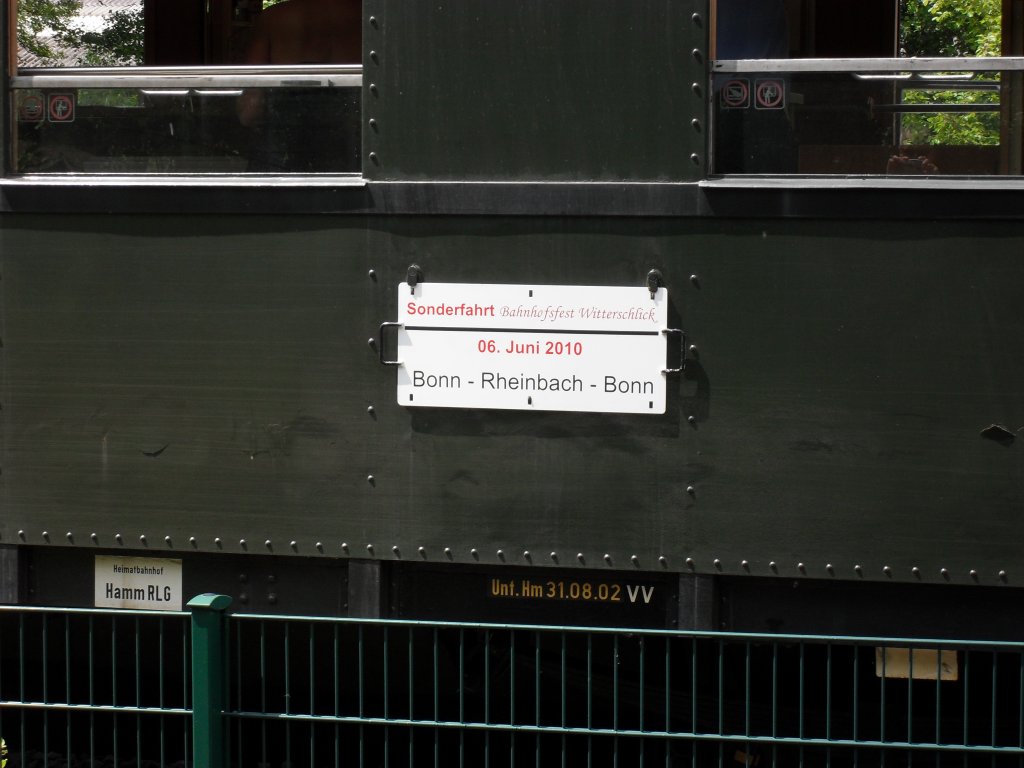 Sonderfahrt Bahnhofsfest Witterschlick
06. Juni 2010
Bonn - Rheinbach - Bonn
Heimatbahnhof
Hamm RLG
Unt. Hm 31.08.02 VV